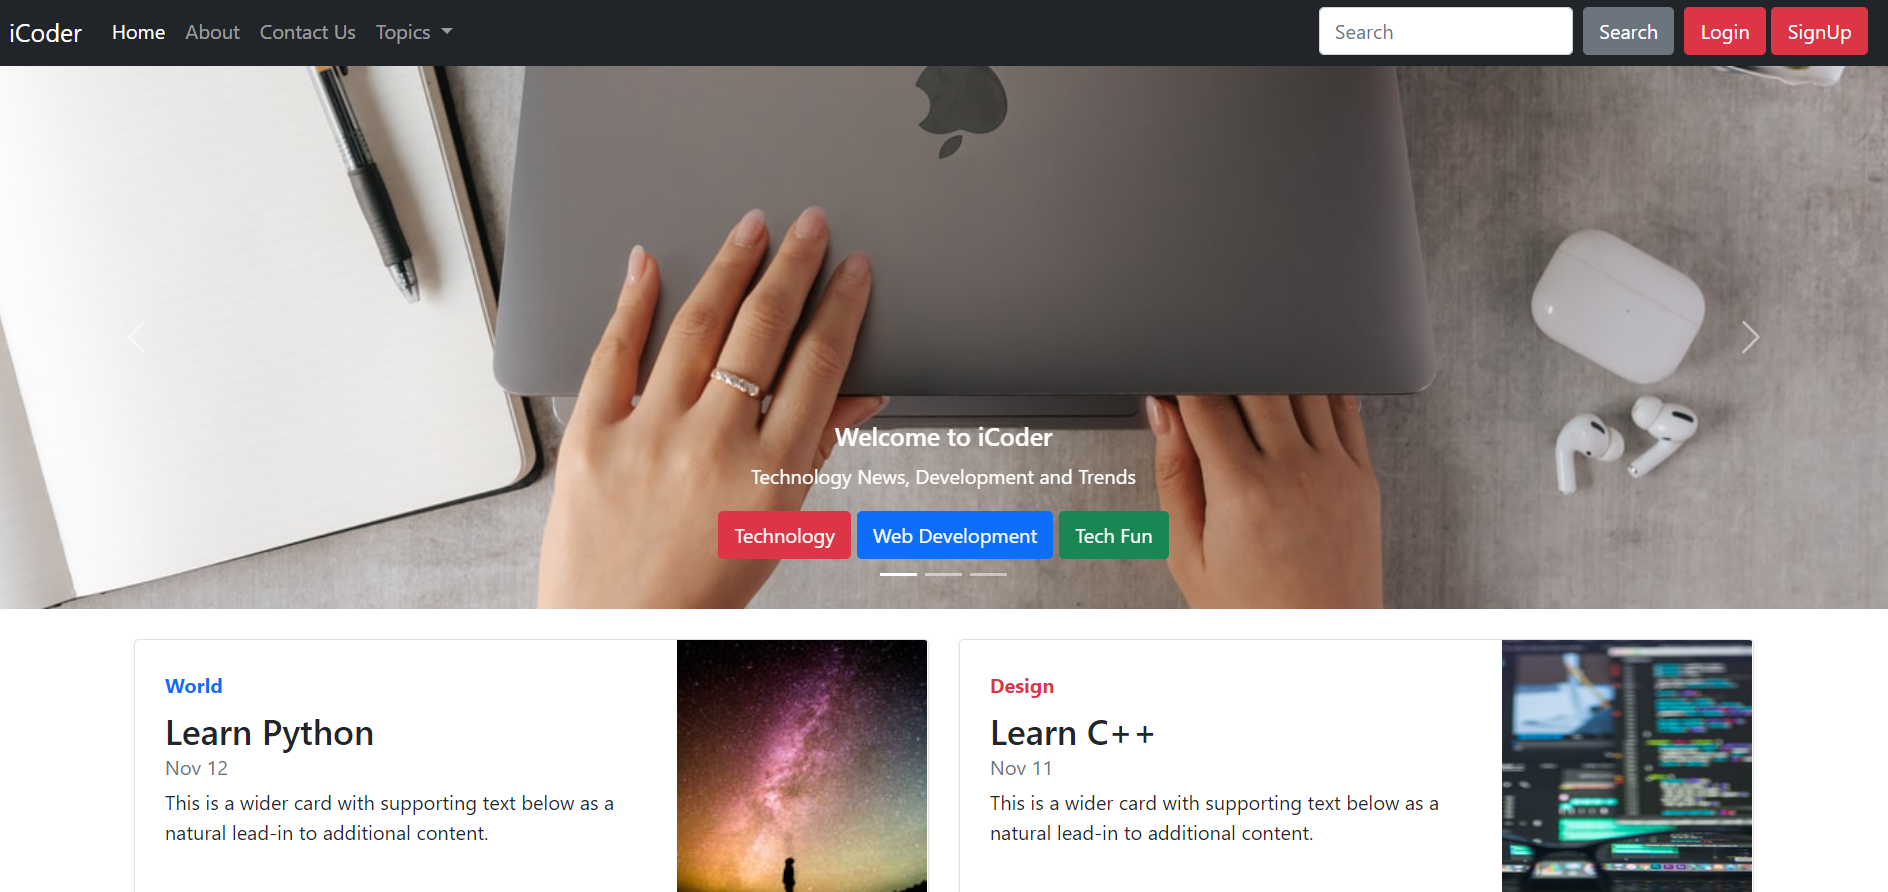 iCoder Home About Contact Us Topics Search Search Login SignUp
Welcome to iCoder
Technology News, Development and Trends
Technology Web Development Tech Fun
World
Learn Python
Nov 12
This is a wider card with supporting text below as a
natural lead-in to additional content.
Design
Learn C++
Nov 11
This is a wider card with supporting text below as a
natural lead-in to additional content.